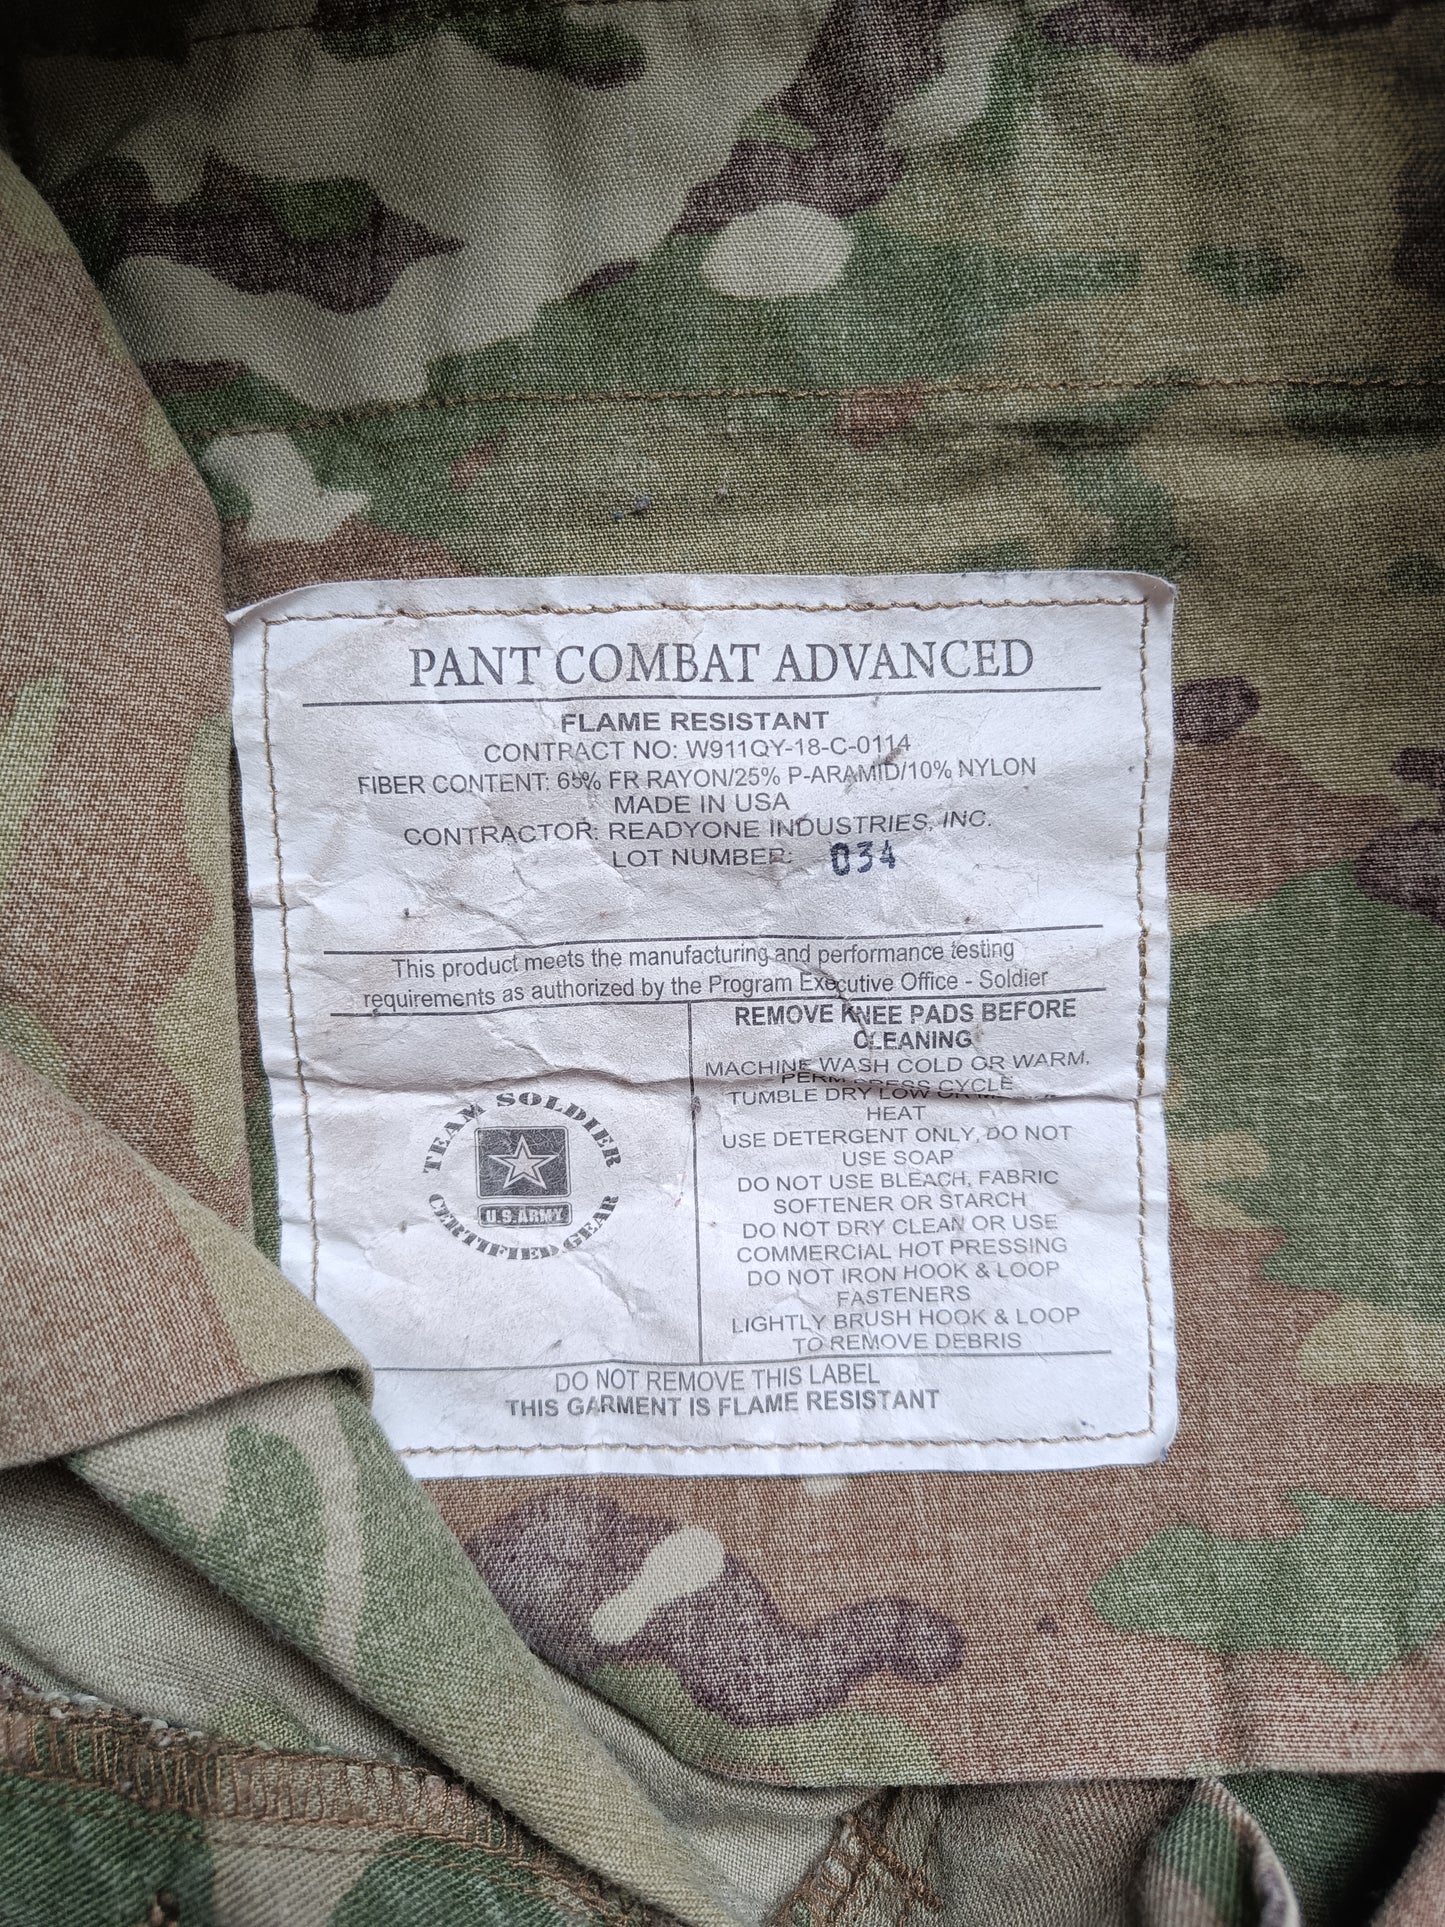 PANT COMBAT ADVANCED
FLAME RESISTANT
CONTRACT NO: W911QY-18-C-0114
FIBER CONTENT: 65% FR RAYON/25% P-ARAMID/10% NYLON
MADE IN USA
CONTRACTOR: READYONE INDUSTRIES, INC.
LOT NUMBER: 034
This product meets the manufacturing and performance testing
requirements as authorized by the Program Executive Office - Soldier
TEAM SOLDIER
U.S. ARMY
CERTIFIED GEAR
REMOVE KNEE PADS BEFORE
CLEANING
MACHINE WASH COLD OR WARM,
PERM PRESS CYCLE
TUMBLE DRY LOW OR
HEAT
USE DETERGENT ONLY, DO NOT
USE SOAP
DO NOT USE BLEACH, FABRIC
SOFTENER OR STARCH
DO NOT DRY CLEAN OR USE
COMMERCIAL HOT PRESSING
DO NOT IRON HOOK & LOOP
FASTENERS
LIGHTLY BRUSH HOOK & LOOP
TO REMOVE DEBRIS
DO NOT REMOVE THIS LABEL
THIS GARMENT IS FLAME RESISTANT